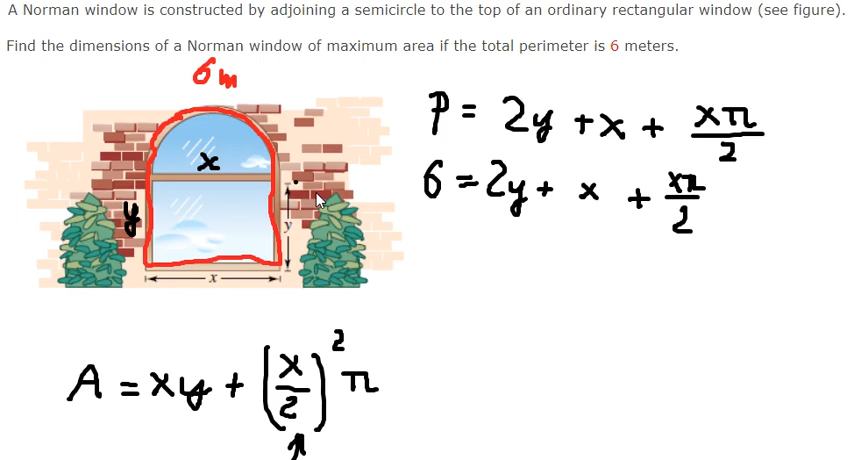 A Norman window is constructed by adjoining a semicircle to the top of an ordinary rectangular window (see figure).
Find the dimensions of a Norman window of maximum area if the total perimeter is 6 meters.
6 m
P = 2y + x + xπ/2
x
6 = 2y + x + xπ/2
y
y
x
A = xy + (x/2)²π